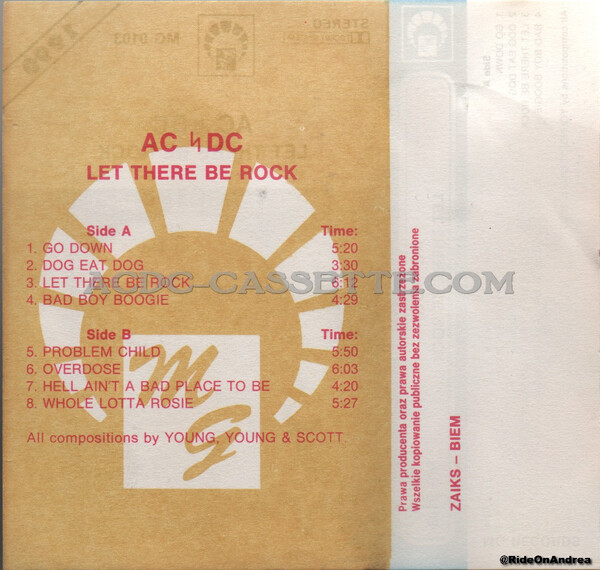 AC ϟ DC
LET THERE BE ROCK
Side A Time:
1. GO DOWN 5:20
2. DOG EAT DOG 3:30
3. LET THERE BE ROCK 6:12
4. BAD BOY BOOGIE 4:29
Side B Time:
5. PROBLEM CHILD 5:50
6. OVERDOSE 6:03
7. HELL AIN'T A BAD PLACE TO BE 4:20
8. WHOLE LOTTA ROSIE 5:27
All compositions by YOUNG, YOUNG & SCOTT.
MG
Prawa producenta oraz prawa autorskie zastrzeżone
Wszelkie kopiowanie publiczne bez zezwolenia zabronione
ZAIKS – BIEM
STEREO
MG 0103
ACDC-CASSETTE.COM
MG RECORDS
@RideOnAndrea